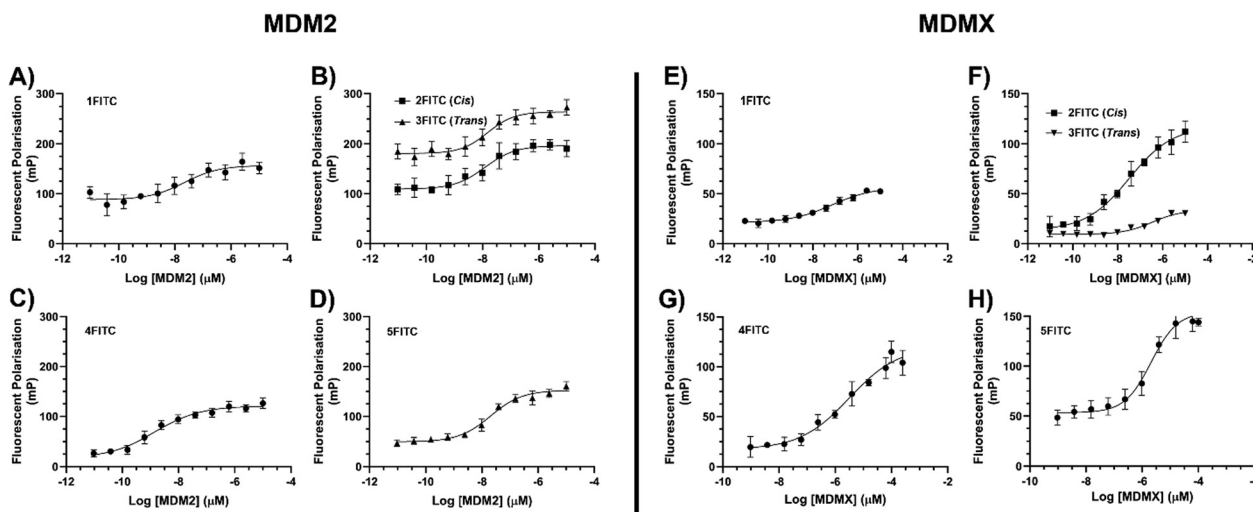 MDM2
MDMX
A)
1FITC
Fluorescent Polarisation
(mP)
300
200
100
0
-12 -10 -8 -6 -4
Log [MDM2] (μM)
B)
2FITC (Cis)
3FITC (Trans)
Fluorescent Polarisation
(mP)
300
200
100
0
-12 -10 -8 -6 -4
Log [MDM2] (μM)
C)
4FITC
Fluorescent Polarisation
(mP)
300
200
100
0
-12 -10 -8 -6 -4
Log [MDM2] (μM)
D)
5FITC
Fluorescent Polarisation
(mP)
300
200
100
0
-12 -10 -8 -6 -4
Log [MDM2] (μM)
E)
1FITC
Fluorescent Polarisation
(mP)
150
100
50
0
-12 -10 -8 -6 -4 -2
Log [MDMX] (μM)
F)
2FITC (Cis)
3FITC (Trans)
Fluorescent Polarisation
(mP)
150
100
50
0
-12 -10 -8 -6 -4 -2
Log [MDMX] (μM)
G)
4FITC
Fluorescent Polarisation
(mP)
150
100
50
0
-10 -8 -6 -4 -2
Log [MDMX] (μM)
H)
5FITC
Fluorescent Polarisation
(mP)
150
100
50
0
-10 -8 -6 -4 -2
Log [MDMX] (μM)